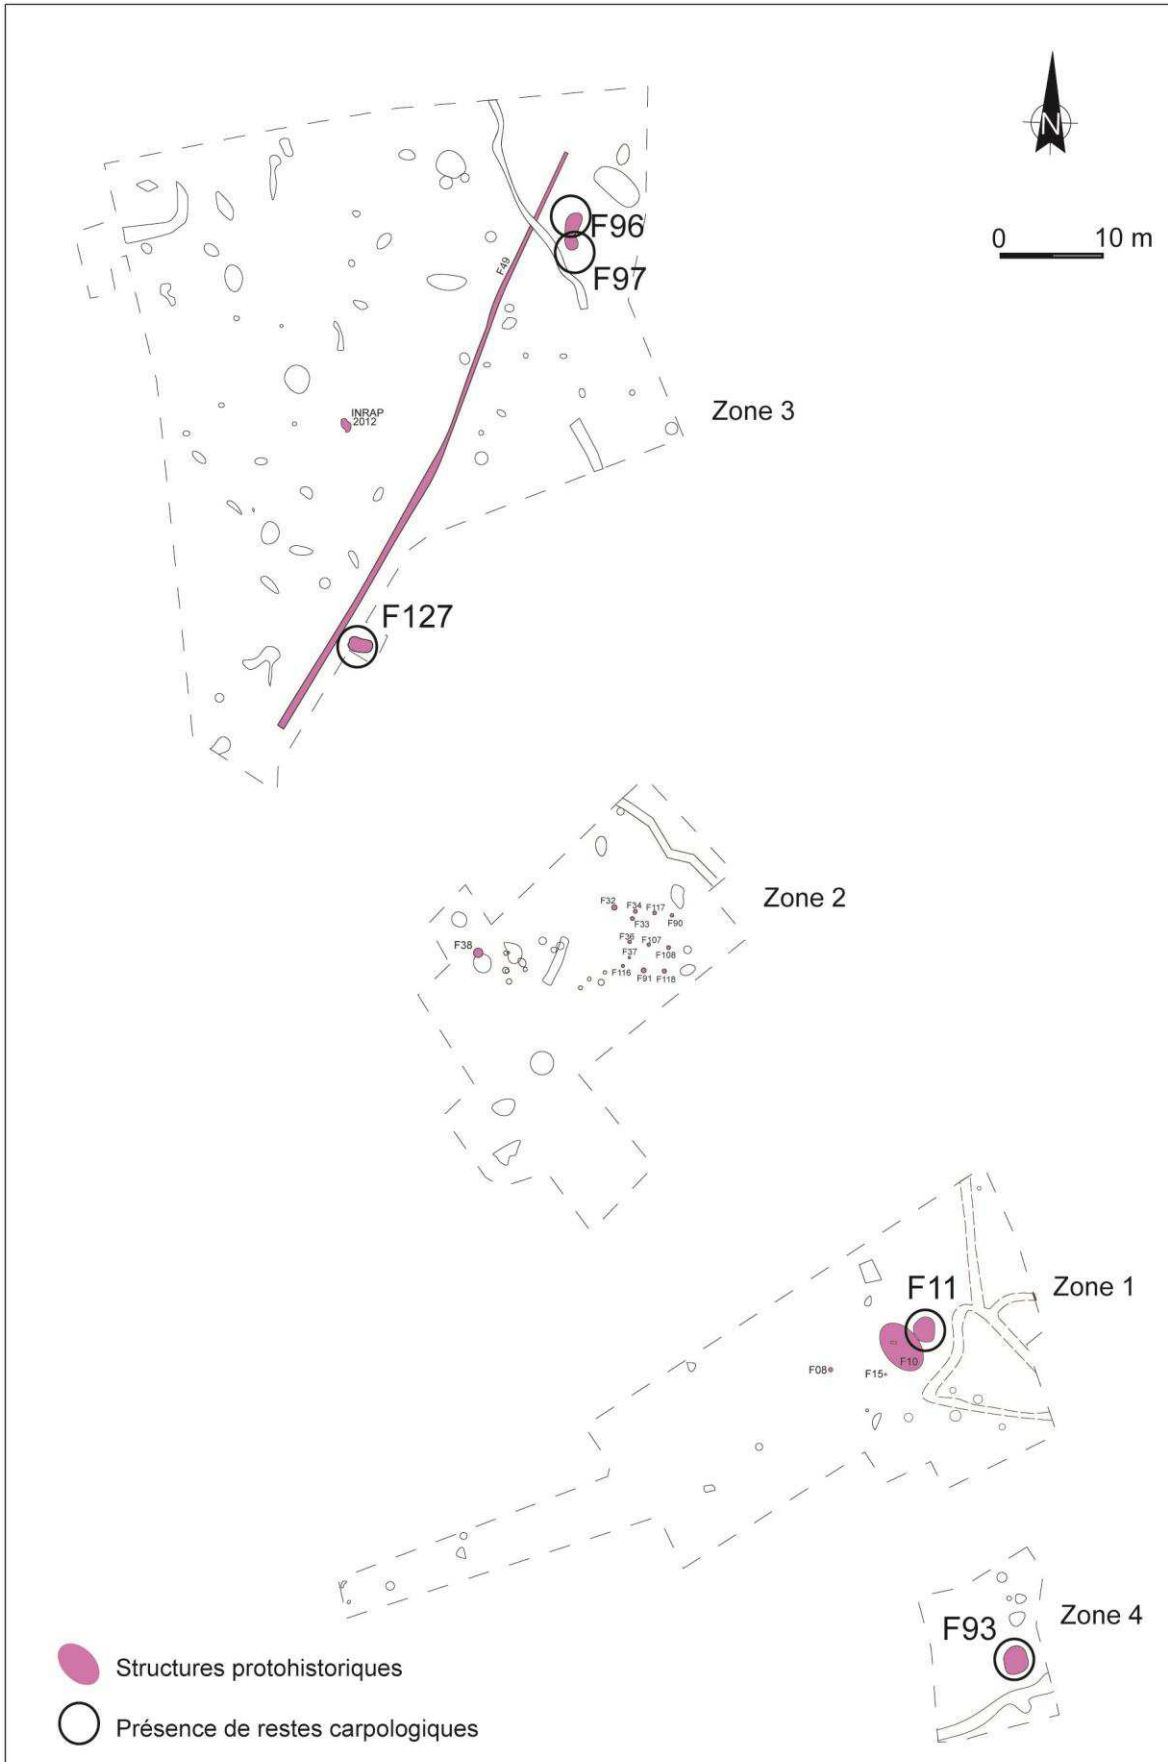 N
0 10 m
F96
F97
F49
Zone 3
INRAP
2012
F127
Zone 2
F32
F34
F117
F33
F90
F38
F36
F107
F37
F108
F116
F91
F118
Zone 1
F11
F10
F08
F15
Zone 4
F93
Structures protohistoriques
Présence de restes carpologiques